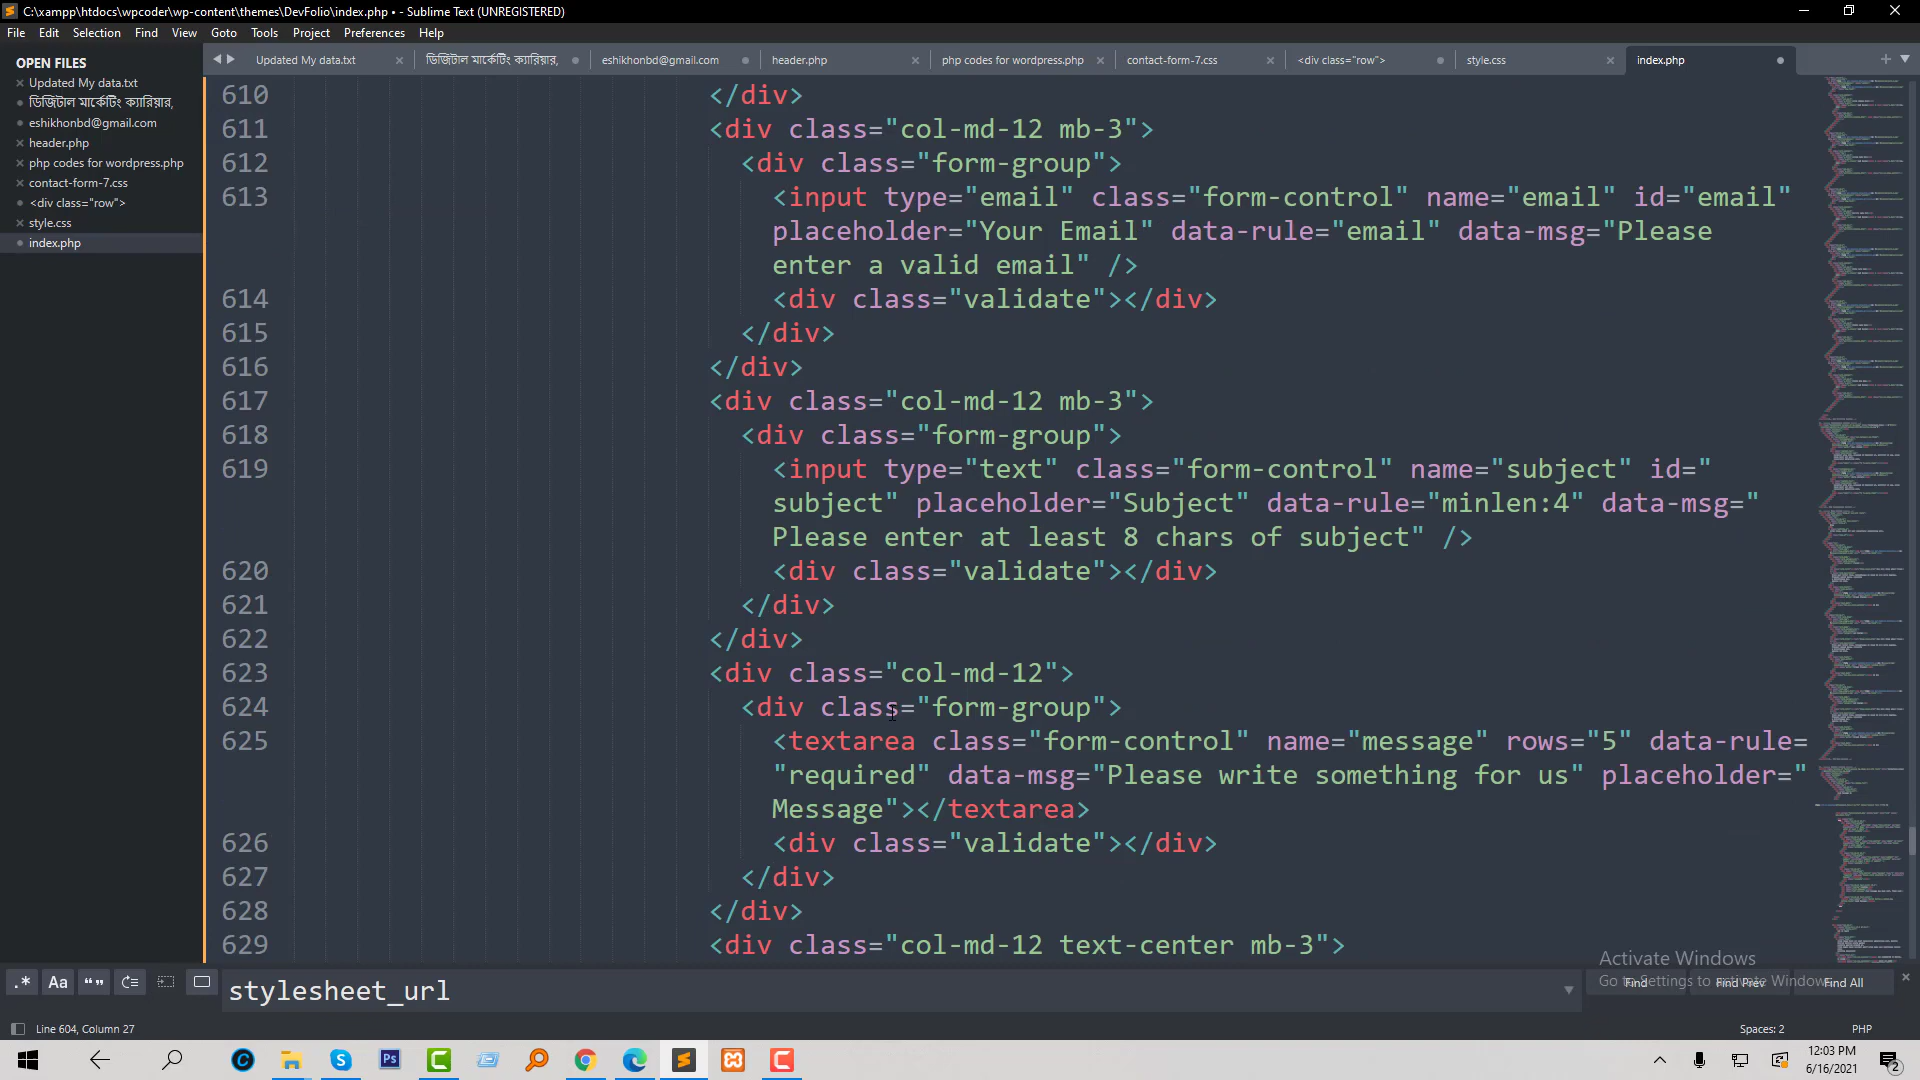 C:\xampp\htdocs\wpcoder\wp-content\themes\DevFolio\index.php • - Sublime Text (UNREGISTERED)
File Edit Selection Find View Goto Tools Project Preferences Help
OPEN FILES
Updated My data.txt
ডিজিটাল মার্কেটিং ক্যারিয়ার,
eshikhonbd@gmail.com
header.php
php codes for wordpress.php
contact-form-7.css
<div class="row">
style.css
index.php
Updated My data.txt ডিজিটাল মার্কেটিং ক্যারিয়ার, eshikhonbd@gmail.com header.php php codes for wordpress.php contact-form-7.css <div class="row"> style.css index.php
610 </div>
611 <div class="col-md-12 mb-3">
612 <div class="form-group">
613 <input type="email" class="form-control" name="email" id="email"
placeholder="Your Email" data-rule="email" data-msg="Please
enter a valid email" />
614 <div class="validate"></div>
615 </div>
616 </div>
617 <div class="col-md-12 mb-3">
618 <div class="form-group">
619 <input type="text" class="form-control" name="subject" id="
subject" placeholder="Subject" data-rule="minlen:4" data-msg="
Please enter at least 8 chars of subject" />
620 <div class="validate"></div>
621 </div>
622 </div>
623 <div class="col-md-12">
624 <div class="form-group">
625 <textarea class="form-control" name="message" rows="5" data-rule=
"required" data-msg="Please write something for us" placeholder="
Message"></textarea>
626 <div class="validate"></div>
627 </div>
628 </div>
629 <div class="col-md-12 text-center mb-3">
Activate Windows
Go to Settings to activate Windows.
.* Aa “” stylesheet_url Find Find Prev Find All
Line 604, Column 27 Spaces: 2 PHP
Ps
12:03 PM
6/16/2021
2